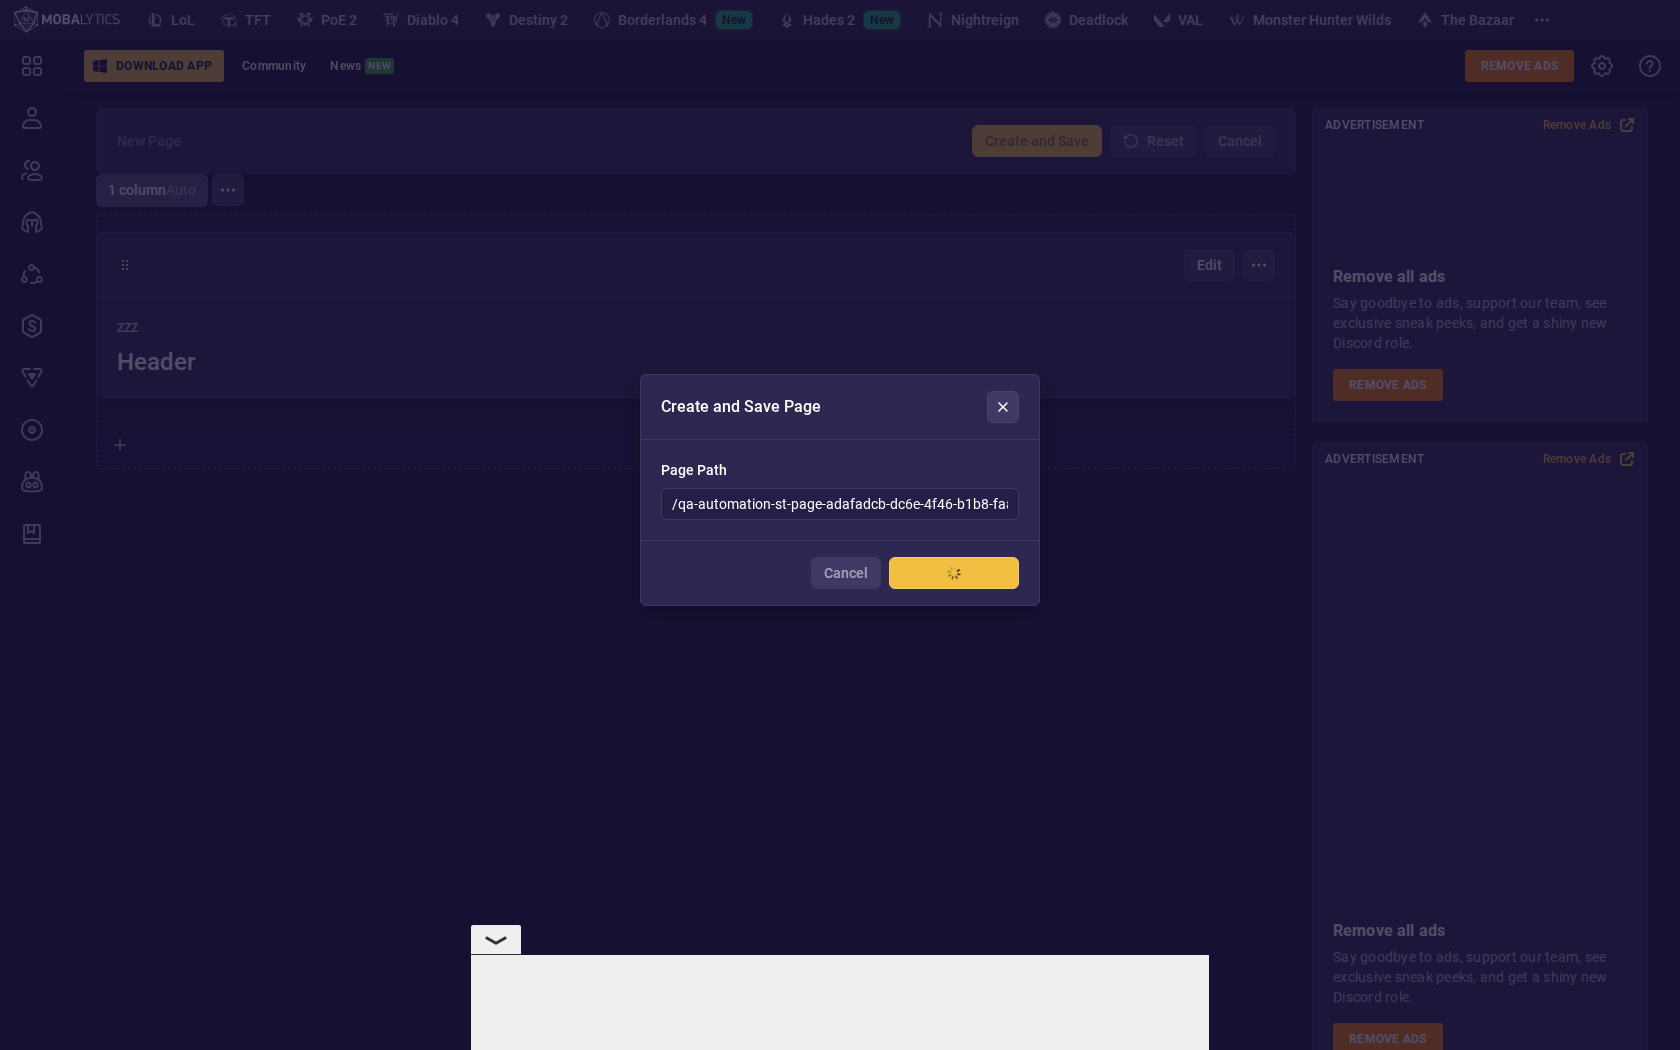 MOBALYTICS
LoL
TFT
PoE 2
Diablo 4
Destiny 2
Borderlands 4 New
Hades 2 New
Nightreign
Deadlock
VAL
Monster Hunter Wilds
The Bazaar
DOWNLOAD APP
Community
News NEW
REMOVE ADS
New Page
Create and Save
Reset
Cancel
1 columnAuto
Edit
ZZZ
Header
ADVERTISEMENT
Remove Ads
Remove all ads
Say goodbye to ads, support our team, see
exclusive sneak peeks, and get a shiny new
Discord role.
REMOVE ADS
Create and Save Page
Page Path
/qa-automation-st-page-adafadcb-dc6e-4f46-b1b8-fa
Cancel
ADVERTISEMENT
Remove Ads
Remove all ads
Say goodbye to ads, support our team, see
exclusive sneak peeks, and get a shiny new
Discord role.
REMOVE ADS